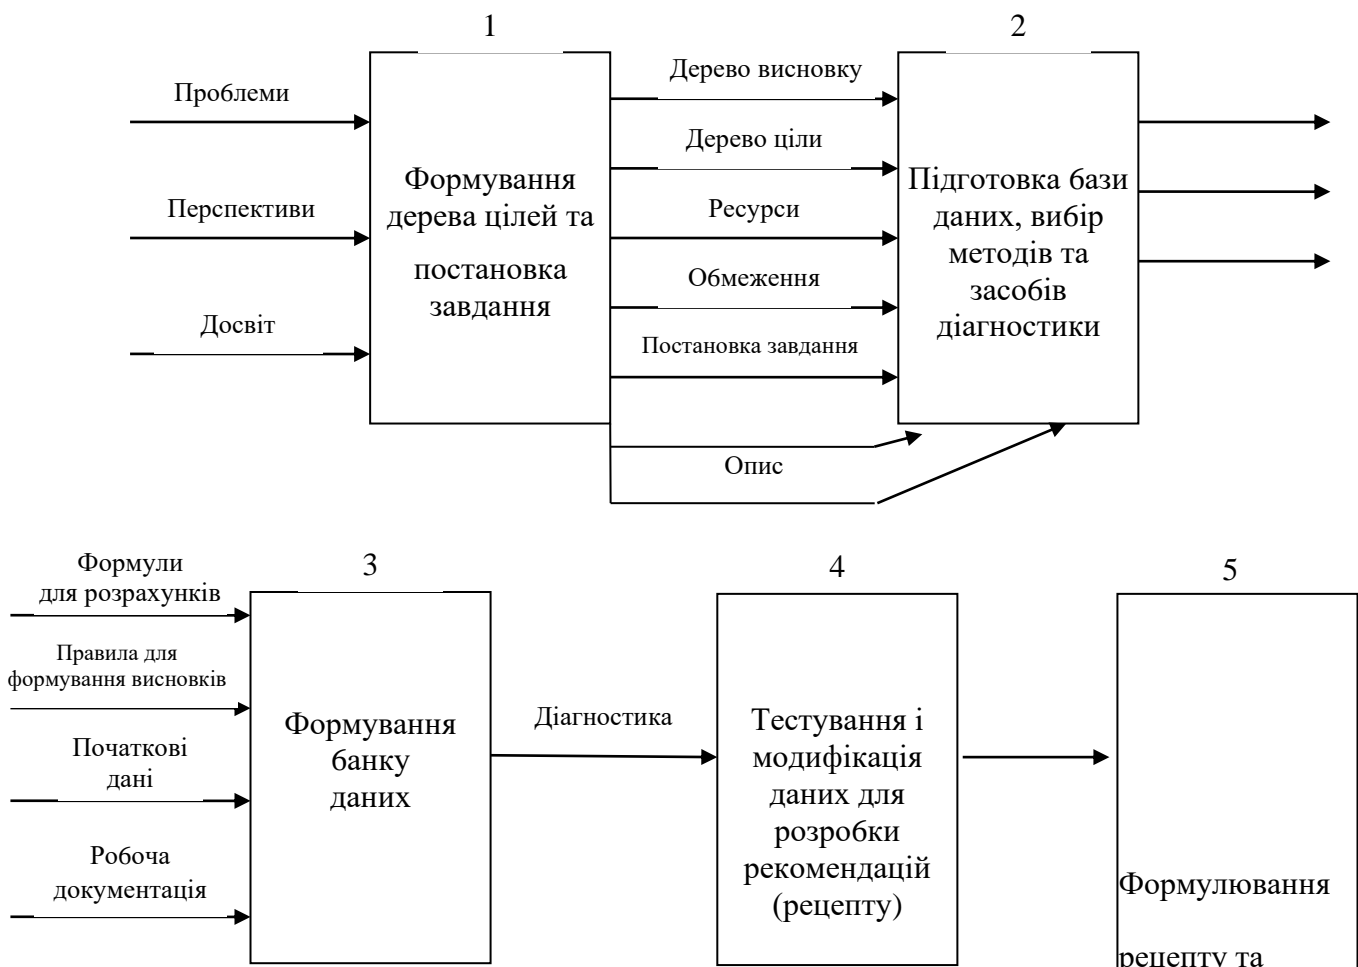 1
2
Проблеми
Перспективи
Досвіт
Формування
дерева цілей та
постановка
завдання
Дерево висновку
Дерево ціли
Ресурси
Обмеження
Постановка завдання
Опис
Підготовка бази
даних, вибір
методів та
засобів
діагностики
3
4
5
Формули
для розрахунків
Правила для
формування висновків
Початкові
дані
Робоча
документація
Формування
банку
даних
Діагностика
Тестування і
модифікація
даних для
розробки
рекомендацій
(рецепту)
Формулювання
рецепту та